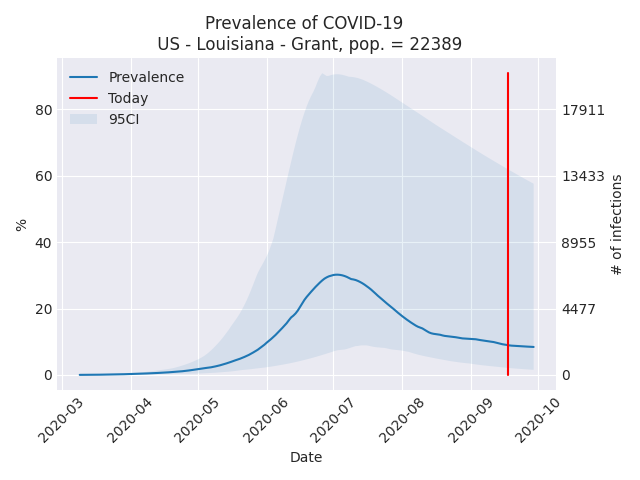 Prevalence of COVID-19
US - Louisiana - Grant, pop. = 22389
Prevalence
Today
95CI
80
60
40
20
0
%
17911
13433
8955
4477
0
# of infections
2020-03
2020-04
2020-05
2020-06
2020-07
2020-08
2020-09
2020-10
Date